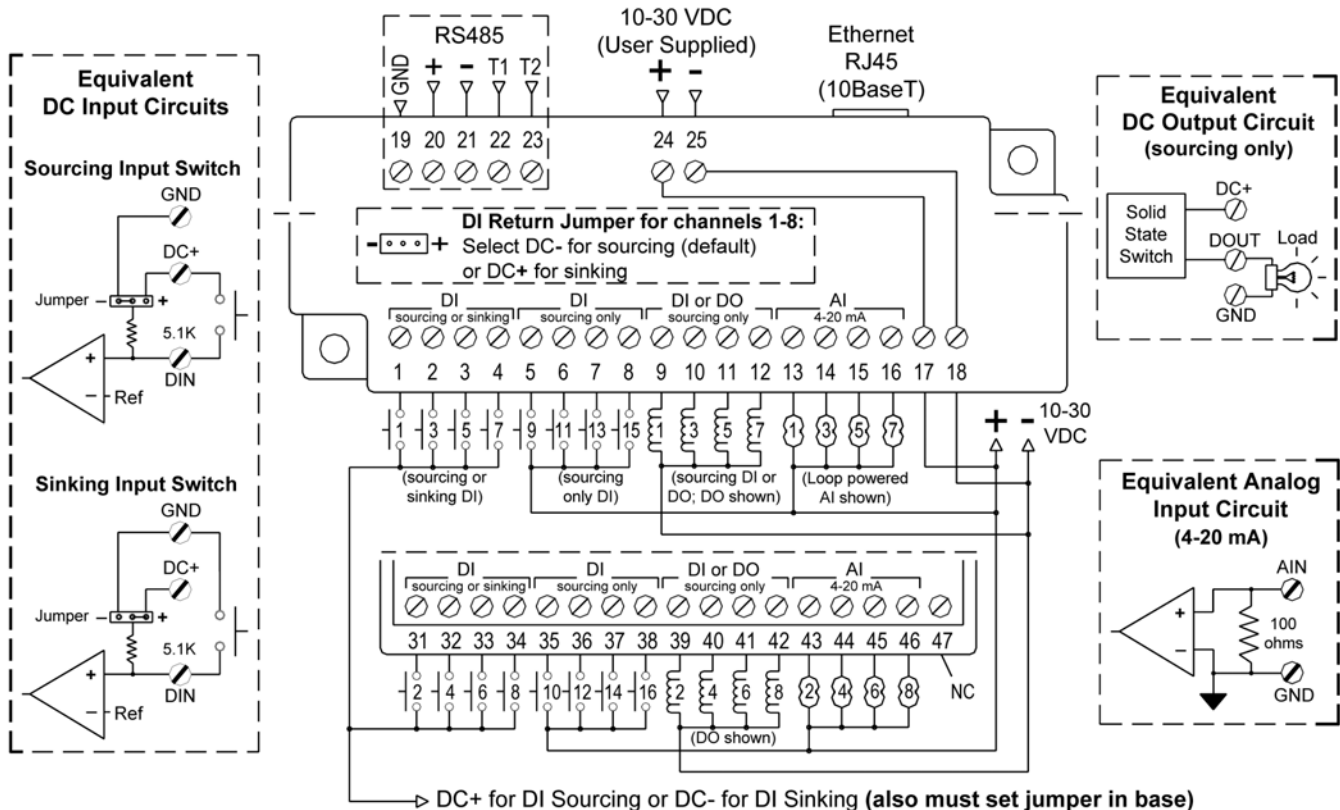 RS485
GND + - T1 T2
19 20 21 22 23
10-30 VDC
(User Supplied)
+ -
24 25
Ethernet
RJ45
(10BaseT)
Equivalent
DC Input Circuits
Sourcing Input Switch
GND
DC+
Jumper - +
5.1K
+
-
Ref
DIN
Sinking Input Switch
GND
DC+
Jumper - +
5.1K
+
-
Ref
DIN
DI Return Jumper for channels 1-8:
- + Select DC- for sourcing (default)
or DC+ for sinking
DI DI DI or DO AI
sourcing or sinking sourcing only sourcing only 4-20 mA
1 2 3 4 5 6 7 8 9 10 11 12 13 14 15 16 17 18
1 3 5 7 9 11 13 15 1 3 5 7 1 3 5 7
+ - 10-30
VDC
(sourcing or
sinking DI)
(sourcing
only DI)
(sourcing DI or
DO; DO shown)
(Loop powered
AI shown)
DI DI DI or DO AI
sourcing or sinking sourcing only sourcing only 4-20 mA
31 32 33 34 35 36 37 38 39 40 41 42 43 44 45 46 47
2 4 6 8 10 12 14 16 2 4 6 8 2 4 6 8
NC
(DO shown)
DC+ for DI Sourcing or DC- for DI Sinking (also must set jumper in base)
Equivalent
DC Output Circuit
(sourcing only)
Solid
State
Switch
DC+
DOUT
Load
GND
Equivalent Analog
Input Circuit
(4-20 mA)
AIN
+
-
100
ohms
GND